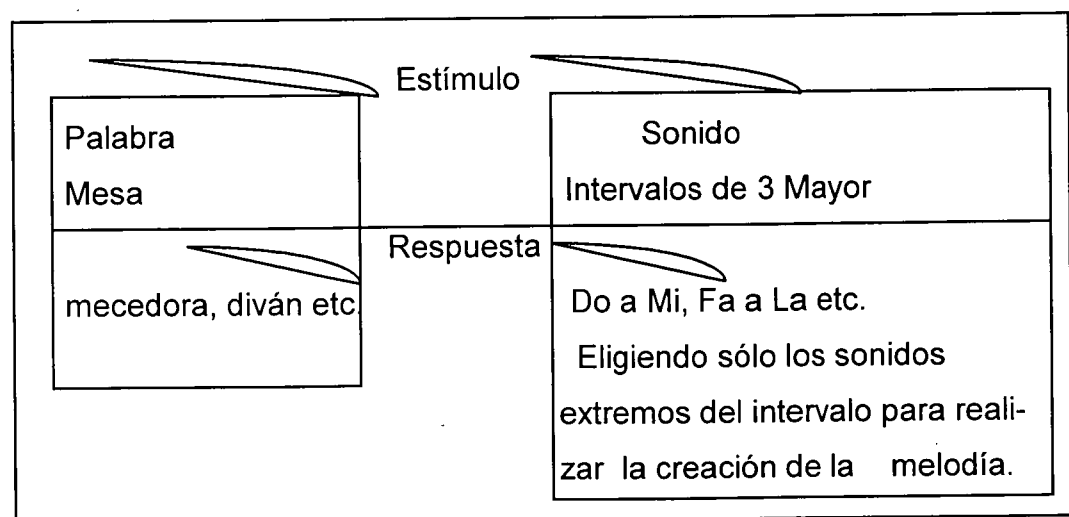 Estímulo
Palabra
Mesa
Sonido
Intervalos de 3 Mayor
Respuesta
mecedora, diván etc.
Do a Mi, Fa a La etc.
Eligiendo sólo los sonidos
extremos del intervalo para reali-
zar la creación de la melodía.